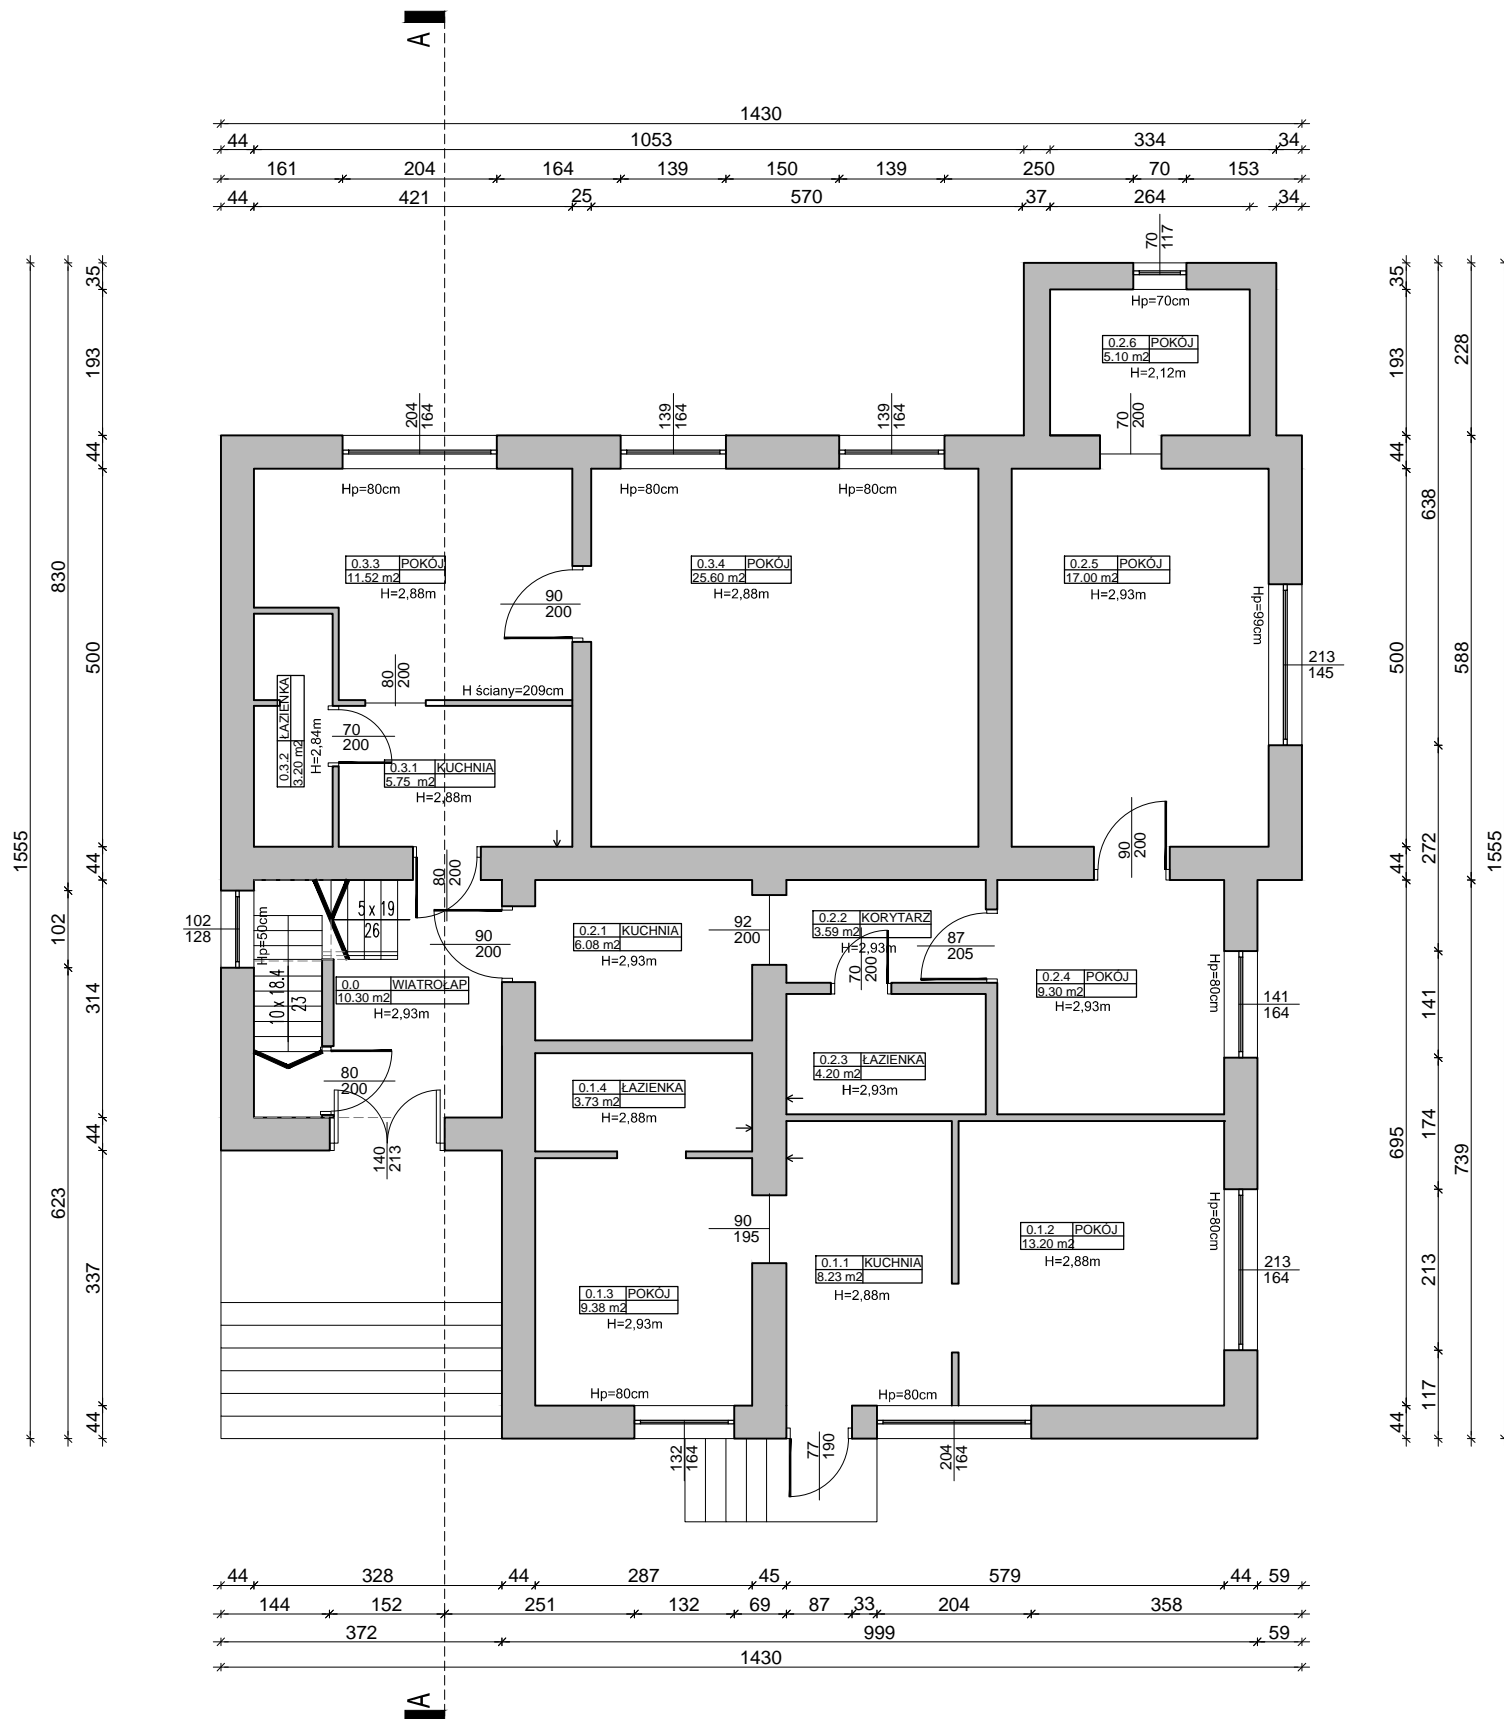 A
1430
44 1053 334 34
161 204 164 139 150 139 250 70 153
44 421 25 570 37 264 34
70
117
Hp=70cm
0.2.6 POKÓJ
5.10 m2
H=2,12m
70
200
204
164
139
164
139
164
Hp=80cm
Hp=80cm
Hp=80cm
0.3.3 POKÓJ
11.52 m2
H=2,88m
0.3.4 POKÓJ
25.60 m2
H=2,88m
0.2.5 POKÓJ
17.00 m2
H=2,93m
90
200
Hp=99cm
213
145
80
200
H ściany=209cm
0.3.2 ŁAZIENKA
3.20 m2
H=2,84m
70
200
0.3.1 KUCHNIA
5.75 m2
H=2,88m
80
200
90
200
102
128
Hp=50cm
5 x 19
26
10 x 18.4
23
90
200
0.0 WIATROŁAP
10.30 m2
H=2,93m
0.2.1 KUCHNIA
6.08 m2
H=2,93m
92
200
0.2.2 KORYTARZ
3.59 m2
H=2,93m
70
200
87
205
0.2.4 POKÓJ
9.30 m2
H=2,93m
Hp=80cm
141
164
80
200
140
213
0.1.4 ŁAZIENKA
3.73 m2
H=2,88m
0.2.3 ŁAZIENKA
4.20 m2
H=2,93m
90
195
0.1.3 POKÓJ
9.38 m2
H=2,93m
0.1.1 KUCHNIA
8.23 m2
H=2,88m
0.1.2 POKÓJ
13.20 m2
H=2,88m
Hp=80cm
213
164
Hp=80cm
Hp=80cm
132
164
77
190
204
164
1555
830 102 623
35 193 44 500 44 314 44 337 44
35 193 44 500 44 695 44
638 272 141 174 213 117
228 588 739
1555
44 328 44 287 45 579 44 59
144 152 251 132 69 87 33 204 358
372 999 59
1430
A